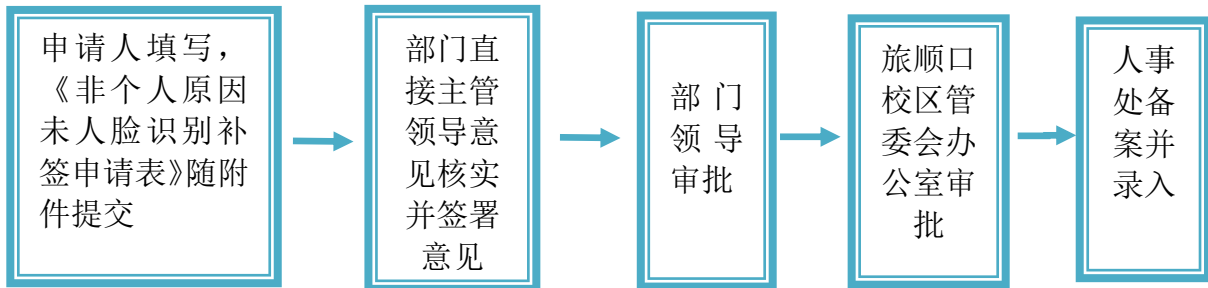 申请人填写，
《非个人原因
未人脸识别补
签申请表》随附
件提交
部门直
接主管
领导意
见核实
并签署
意见
部门
领导
审批
旅顺口
校区管
委会办
公室审
批
人事
处备
案并
录入